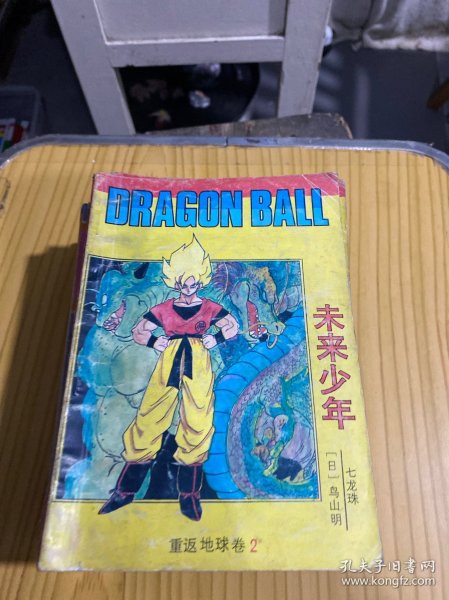 DRAGON BALL
未来少年
七龙珠
[日]鸟山明
重返地球卷2
孔夫子旧书网
www.kongfz.com